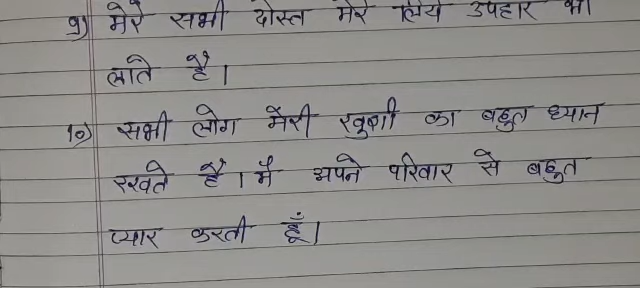 9) मेरे सभी दोस्त मेरे लिये उपहार भी
लाते है।
10) सभी लोग मेरी खुशी का बहुत ध्यान
रखते है। मै अपने परिवार से बहुत
प्यार करती हूँ।